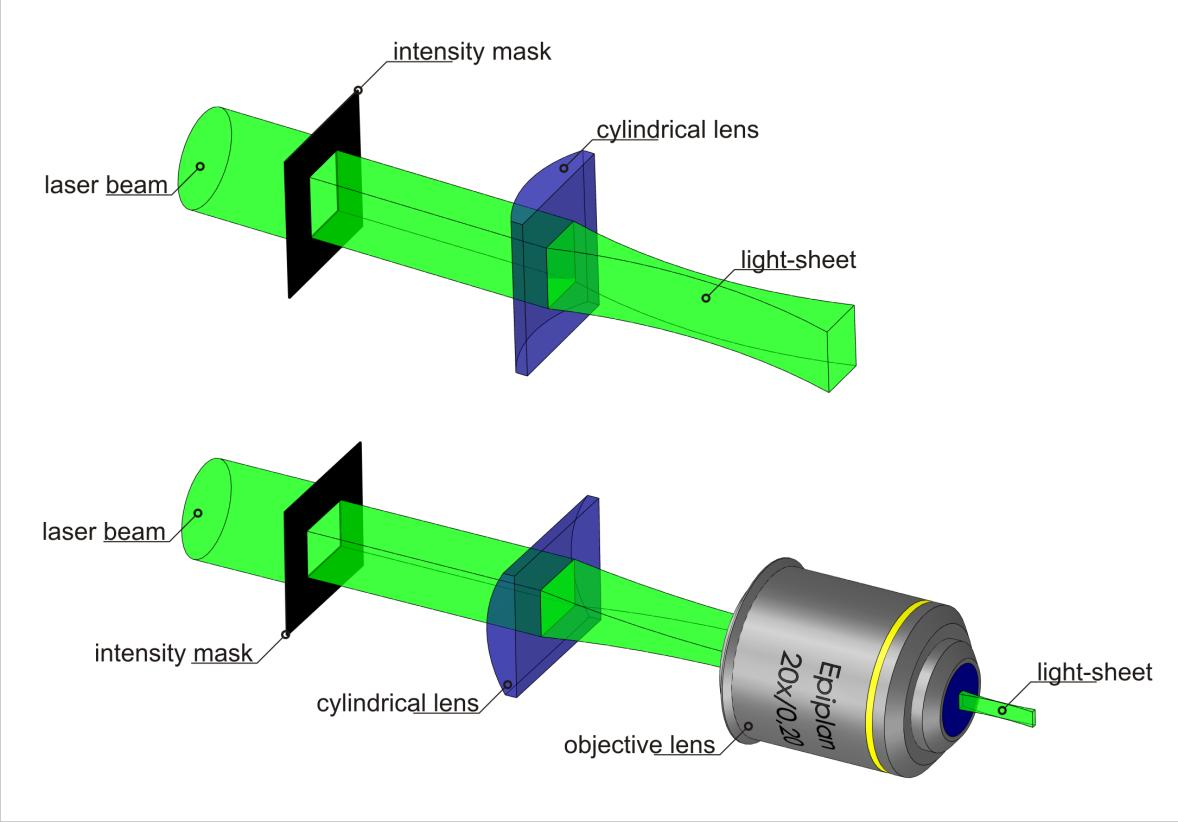 intensity mask
cylindrical lens
laser beam
light-sheet
laser beam
intensity mask
cylindrical lens
objective lens
Epiplan
20x/0,20
light-sheet